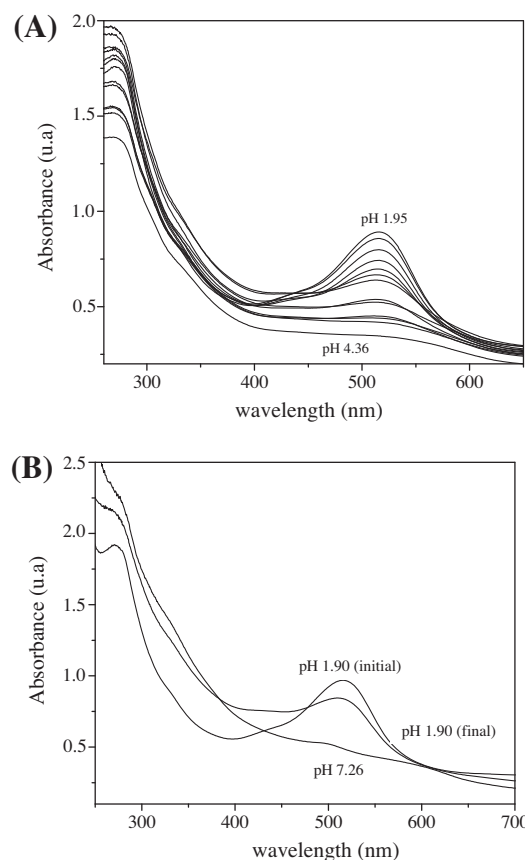 (A)
2.0
1.5
1.0
0.5
Absorbance (u.a)
pH 1.95
pH 4.36
300 400 500 600
wavelength (nm)
(B)
2.5
2.0
1.5
1.0
0.5
Absorbance (u.a)
pH 1.90 (initial)
pH 1.90 (final)
pH 7.26
300 400 500 600 700
wavelength (nm)